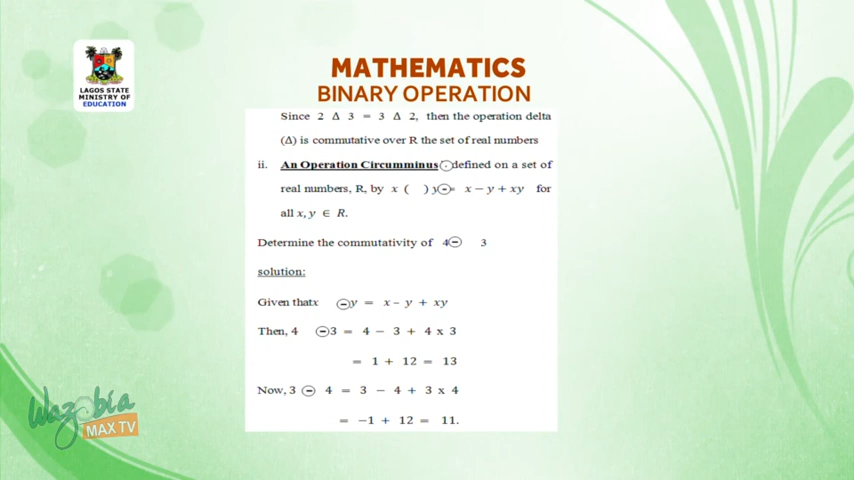 LAGOS STATE
MINISTRY OF
EDUCATION
MATHEMATICS
BINARY OPERATION
Since 2 Δ 3 = 3 Δ 2, then the operation delta
(Δ) is commutative over R the set of real numbers
ii. An Operation Circumminus ⊖ defined on a set of
real numbers, R, by x ( ) y ⊖ = x − y + xy for
all x, y ∈ R.
Determine the commutativity of 4 ⊖ 3
solution:
Given thatx ⊖ y = x − y + xy
Then, 4 ⊖ 3 = 4 − 3 + 4 x 3
= 1 + 12 = 13
Now, 3 ⊖ 4 = 3 − 4 + 3 x 4
= −1 + 12 = 11.
Wazobia
MAX TV